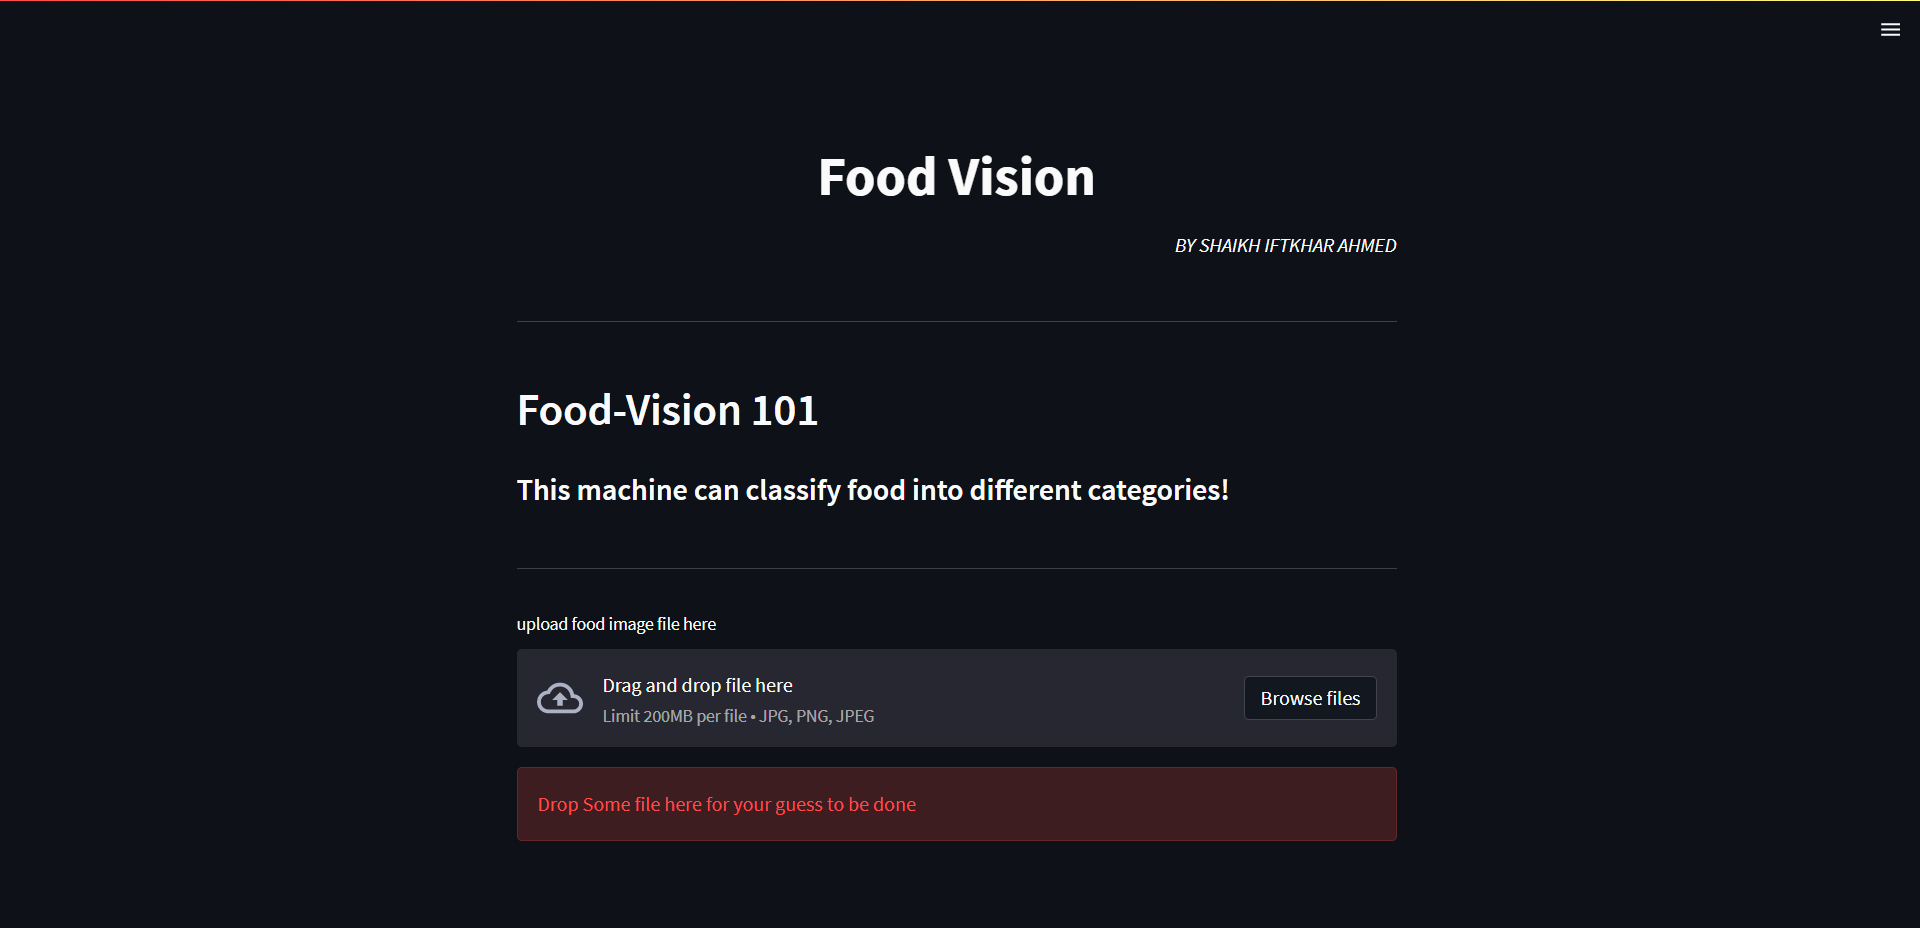 Food Vision
BY SHAIKH IFTKHAR AHMED
Food-Vision 101
This machine can classify food into different categories!
upload food image file here
Drag and drop file here
Limit 200MB per file • JPG, PNG, JPEG
Browse files
Drop Some file here for your guess to be done